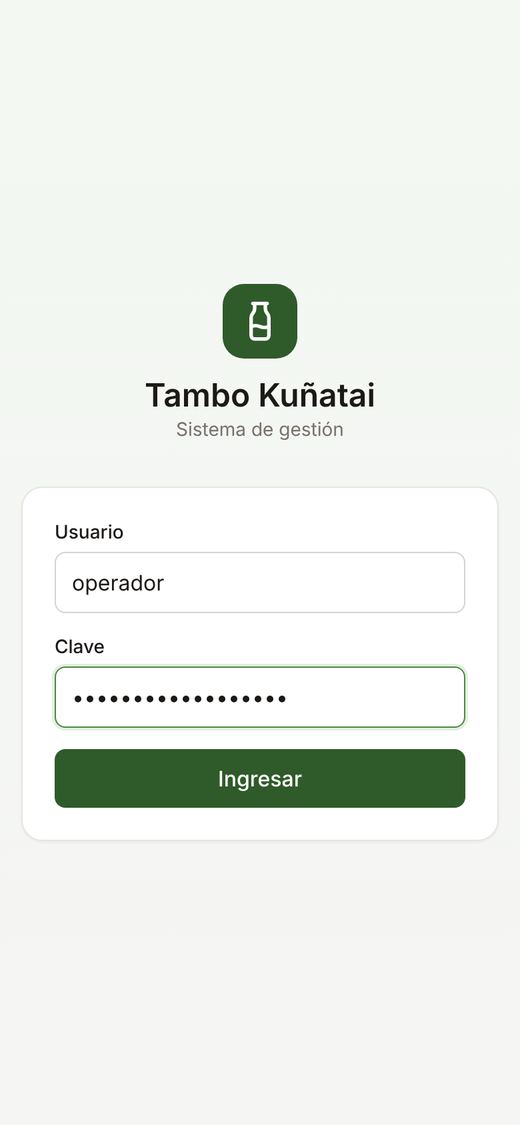 Tambo Kuñatai
Sistema de gestión
Usuario
operador
Clave
••••••••••••••••••
Ingresar